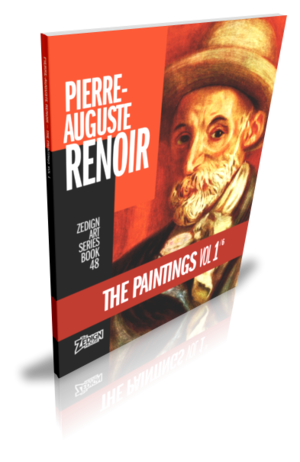 PIERRE-
AUGUSTE
RENOIR
ZEDIGN
ART
SERIES
BOOK
48
THE PAINTINGS VOL 1
ZEDIGN